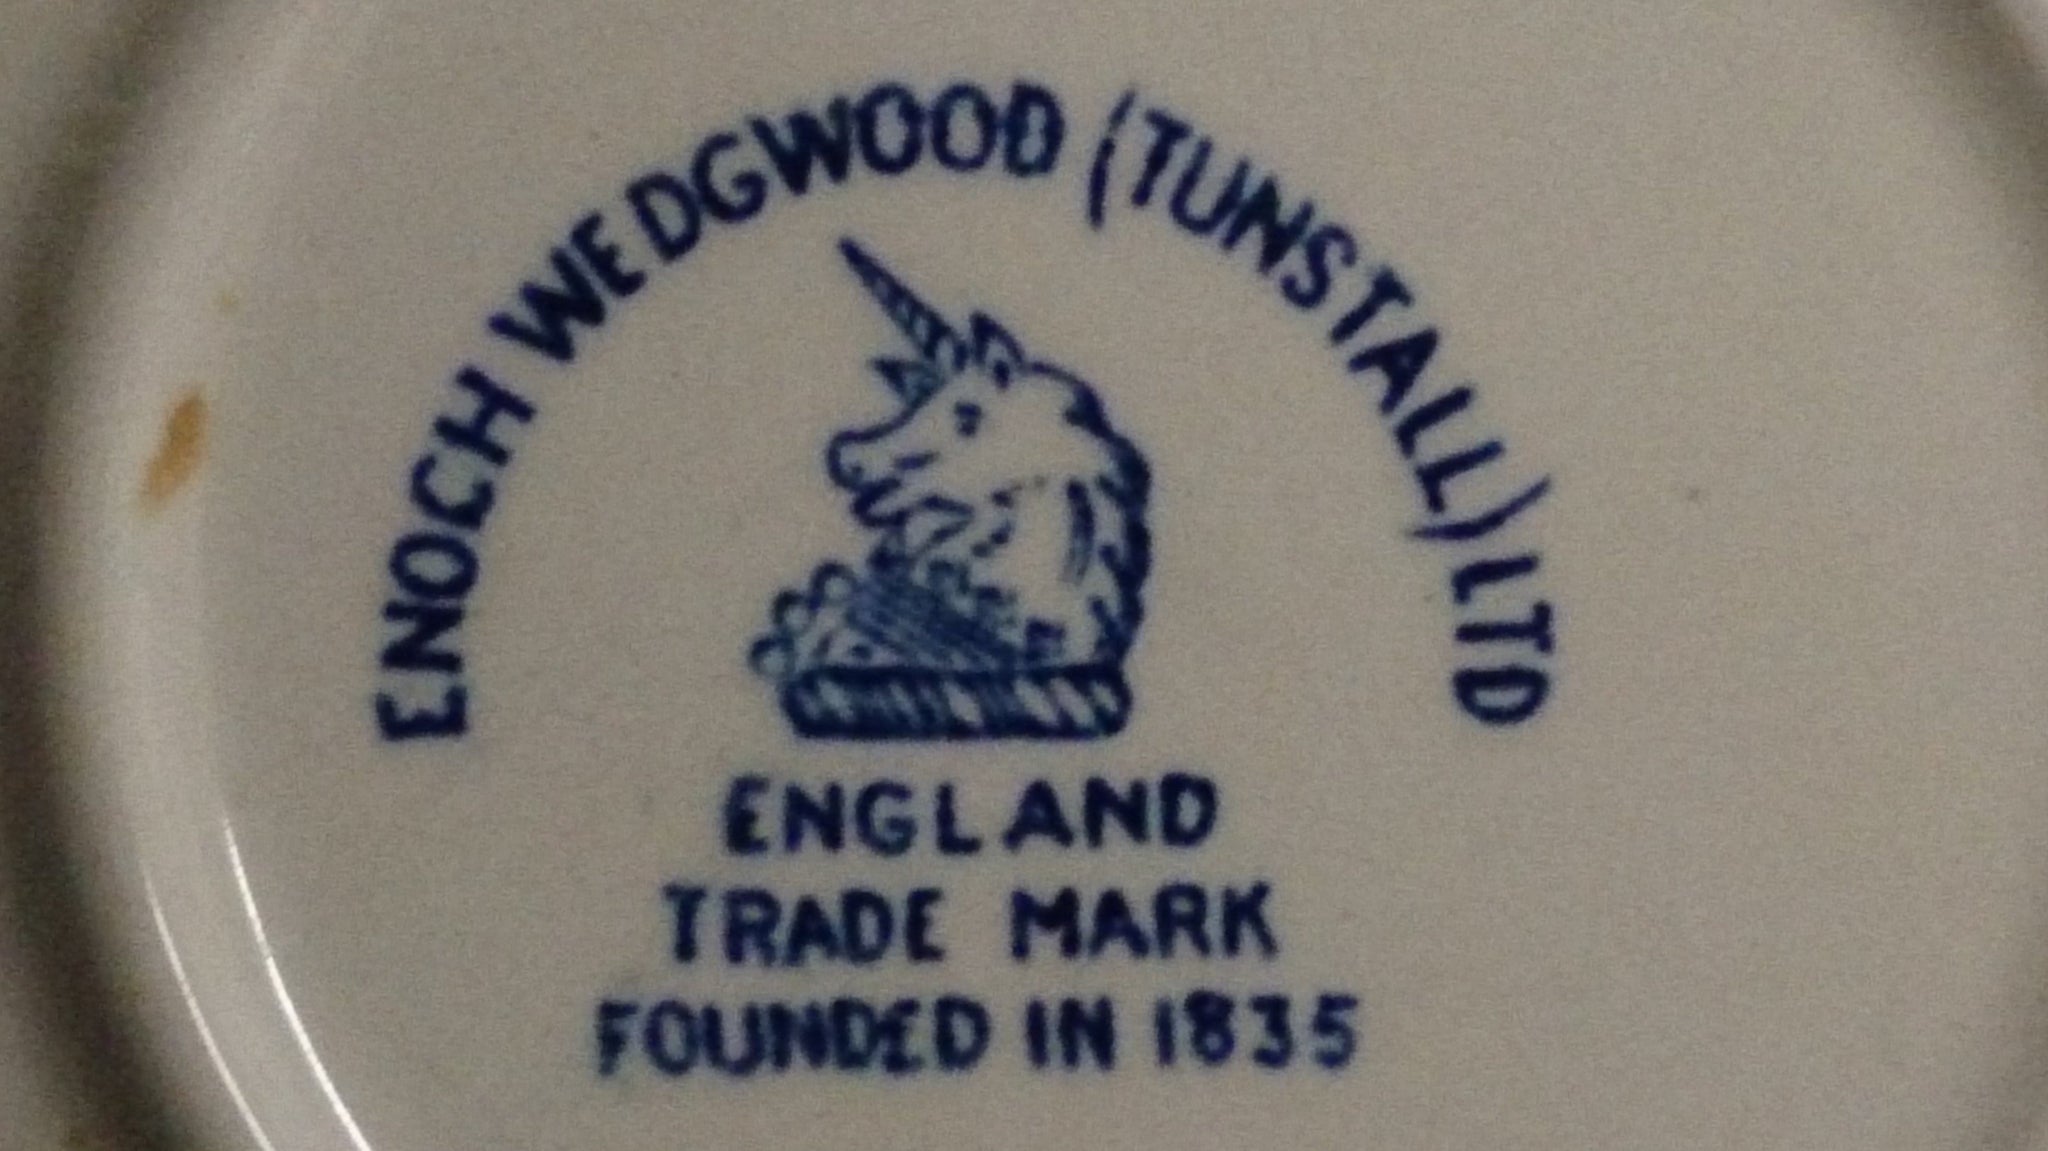 ENOCH WEDGWOOD (TUNSTALL) LTD
ENGLAND
TRADE MARK
FOUNDED IN 1835